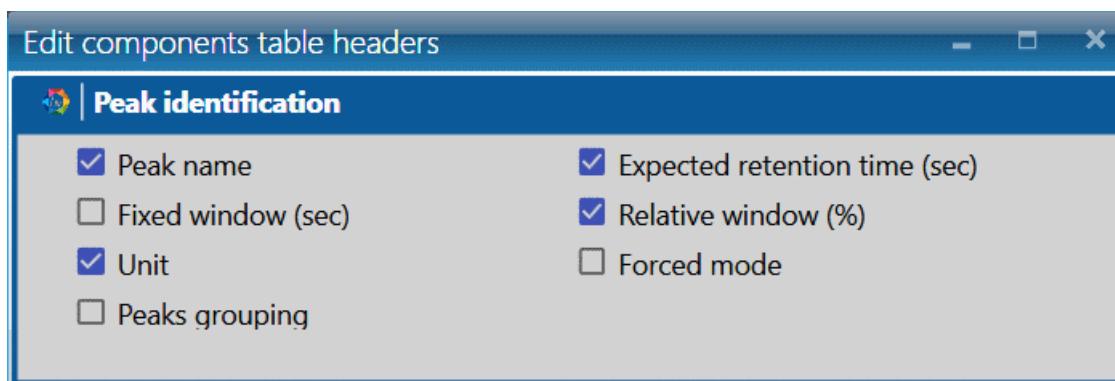 Edit components table headers
Peak identification
Peak name
Expected retention time (sec)
Fixed window (sec)
Relative window (%)
Unit
Forced mode
Peaks grouping